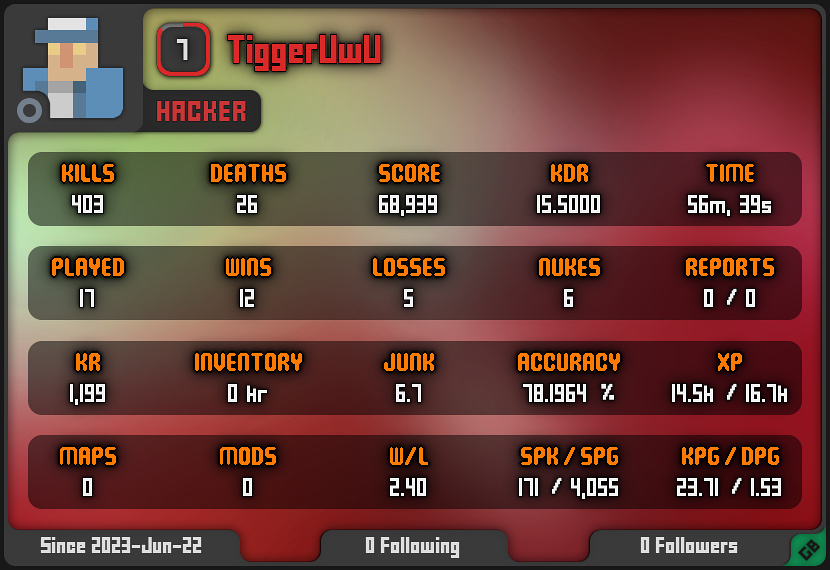 7 TiggerUwU
HACKER
KILLS DEATHS SCORE KDR TIME
403 26 68,939 15.5000 56m, 39s
PLAYED WINS LOSSES NUKES REPORTS
17 12 5 6 0 / 0
KR INVENTORY JUNK ACCURACY XP
1,199 0 kr 6.7 78.1964 % 14.5k / 16.7k
MAPS MODS W/L SPK / SPG KPG / DPG
0 0 2.40 171 / 4,055 23.71 / 1.53
Since 2023-Jun-22 0 Following 0 Followers
GB